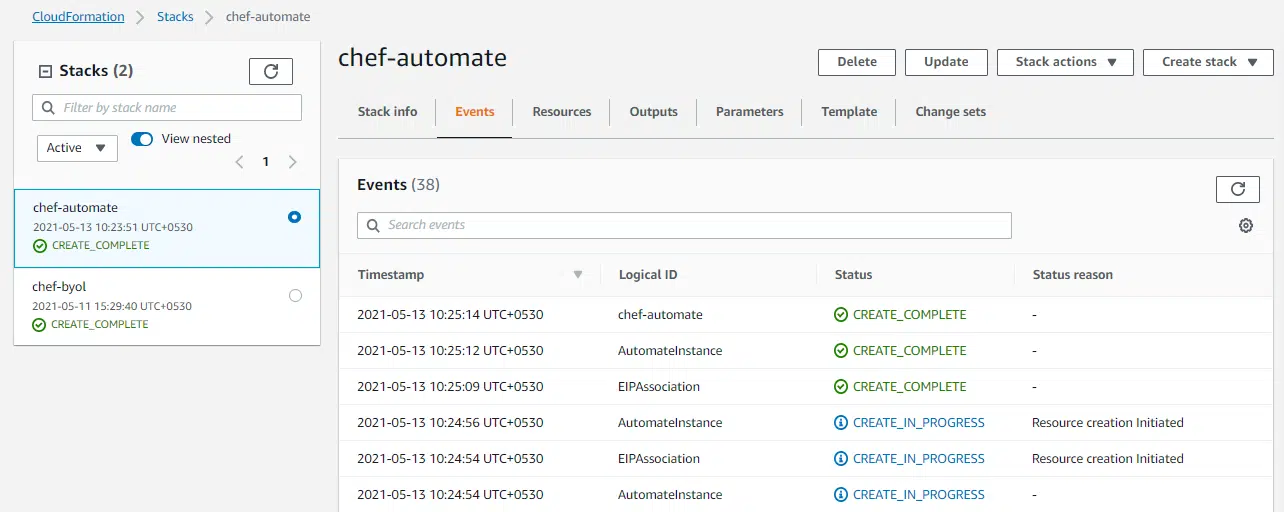 CloudFormation Stacks chef-automate
Stacks (2)
Filter by stack name
Active
View nested
1
chef-automate
2021-05-13 10:23:51 UTC+0530
CREATE_COMPLETE
chef-byol
2021-05-11 15:29:40 UTC+0530
CREATE_COMPLETE
chef-automate
Delete Update Stack actions Create stack
Stack info Events Resources Outputs Parameters Template Change sets
Events (38)
Search events
Timestamp Logical ID Status Status reason
2021-05-13 10:25:14 UTC+0530 chef-automate CREATE_COMPLETE -
2021-05-13 10:25:12 UTC+0530 AutomateInstance CREATE_COMPLETE -
2021-05-13 10:25:09 UTC+0530 EIPAssociation CREATE_COMPLETE -
2021-05-13 10:24:56 UTC+0530 AutomateInstance CREATE_IN_PROGRESS Resource creation Initiated
2021-05-13 10:24:54 UTC+0530 EIPAssociation CREATE_IN_PROGRESS Resource creation Initiated
2021-05-13 10:24:54 UTC+0530 AutomateInstance CREATE_IN_PROGRESS -